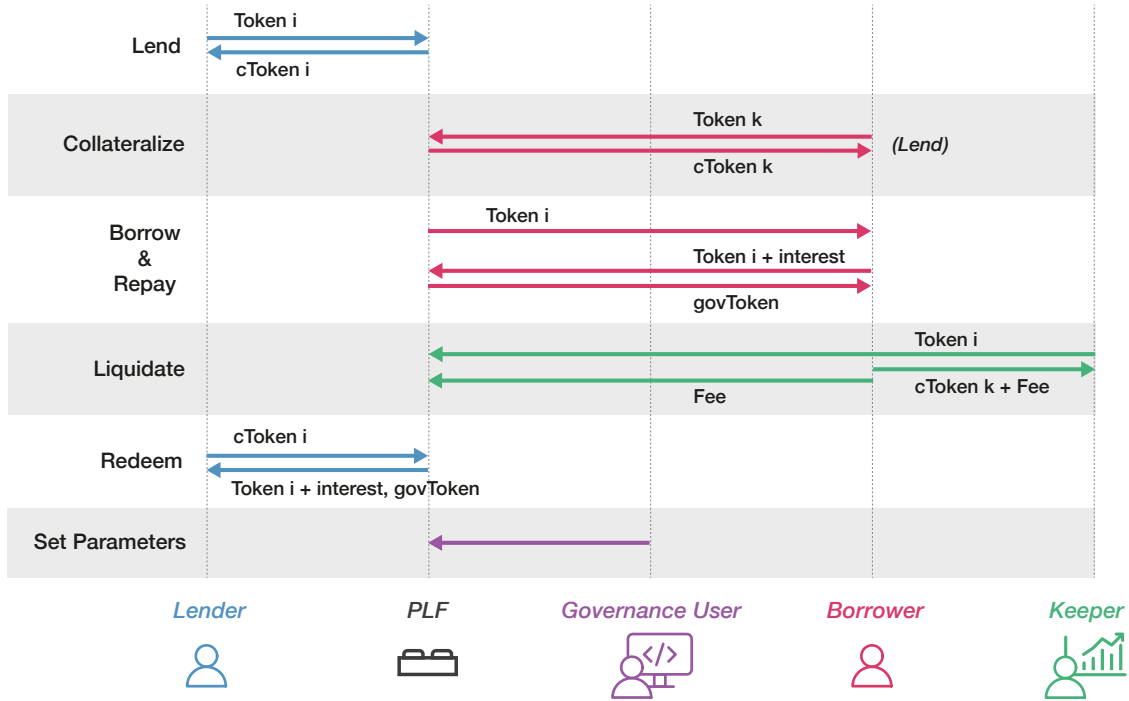 Token i
Lend
cToken i
Token k
Collateralize
(Lend)
cToken k
Token i
Borrow
&
Repay
Token i + interest
govToken
Token i
Liquidate
Fee
cToken k + Fee
cToken i
Redeem
Token i + interest, govToken
Set Parameters
Lender
PLF
Governance User
Borrower
Keeper
</>